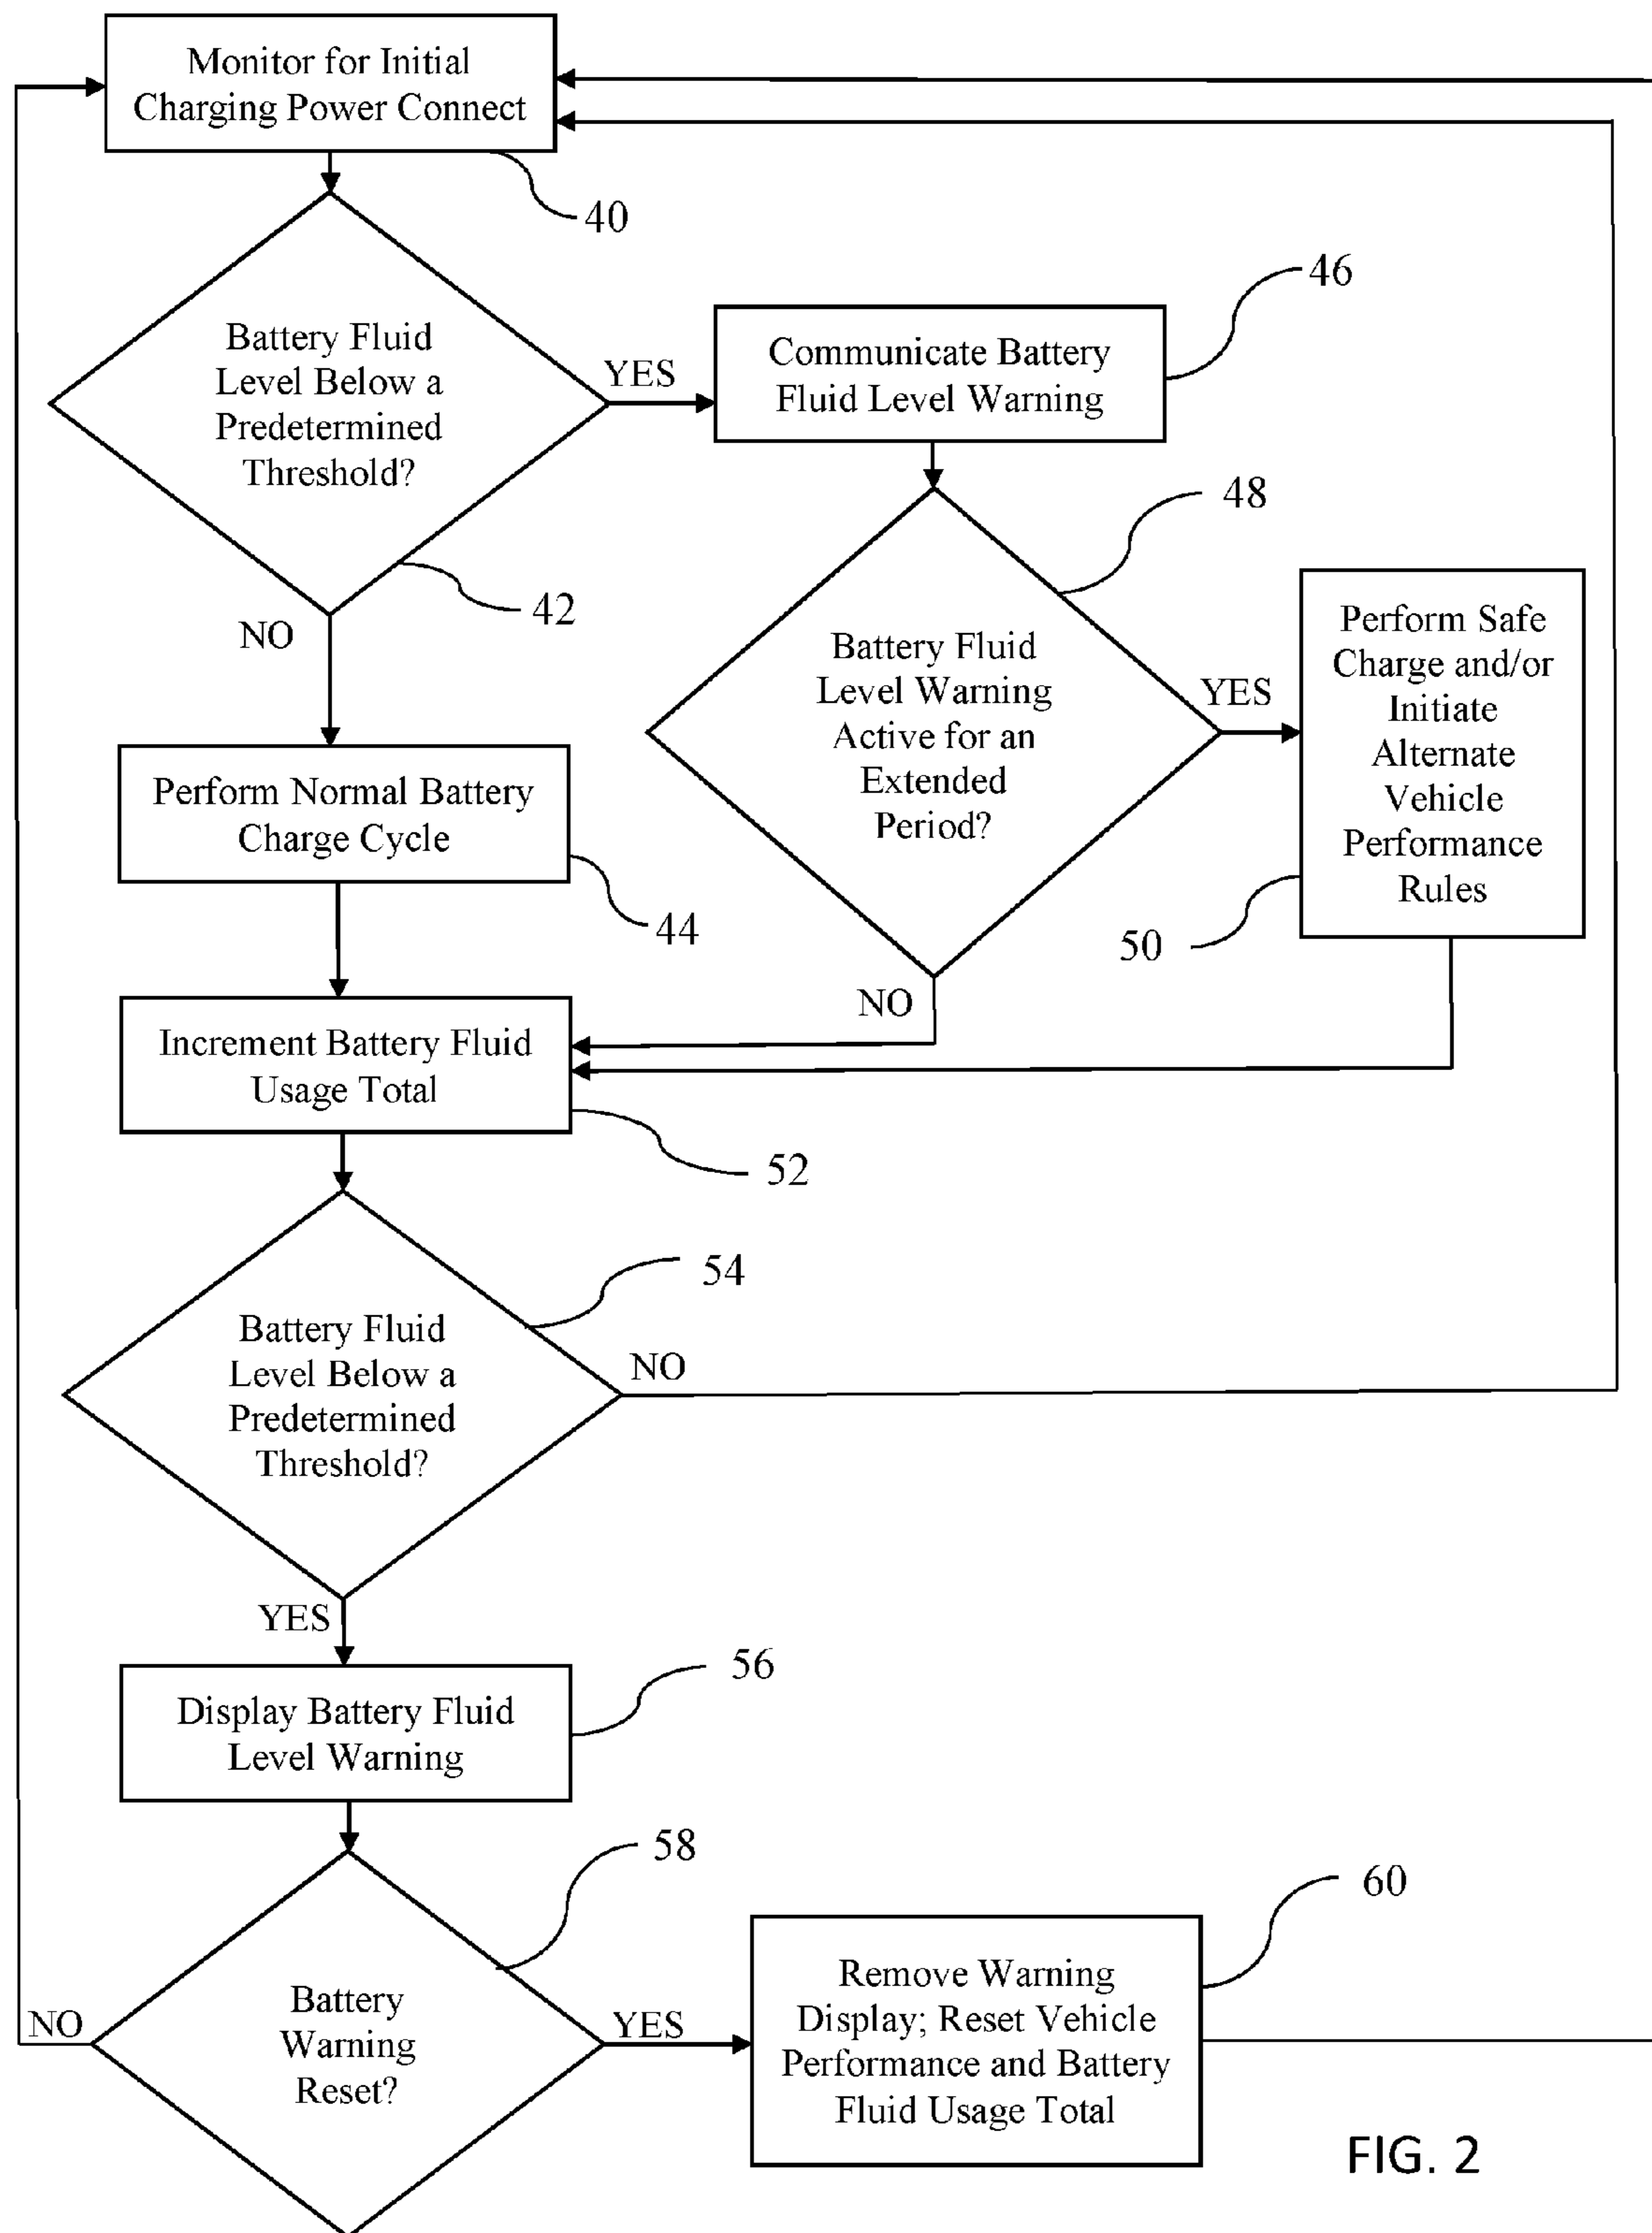 Monitor for Initial
Charging Power Connect
40
Battery Fluid
Level Below a
Predetermined
Threshold?
YES
42
NO
46
Communicate Battery
Fluid Level Warning
48
Battery Fluid
Level Warning
Active for an
Extended
Period?
YES
NO
Perform Safe
Charge and/or
Initiate
Alternate
Vehicle
Performance
Rules
50
Perform Normal Battery
Charge Cycle
44
Increment Battery Fluid
Usage Total
52
54
Battery Fluid
Level Below a
Predetermined
Threshold?
NO
YES
56
Display Battery Fluid
Level Warning
58
Battery
Warning
Reset?
NO
YES
60
Remove Warning
Display; Reset Vehicle
Performance and Battery
Fluid Usage Total
FIG. 2